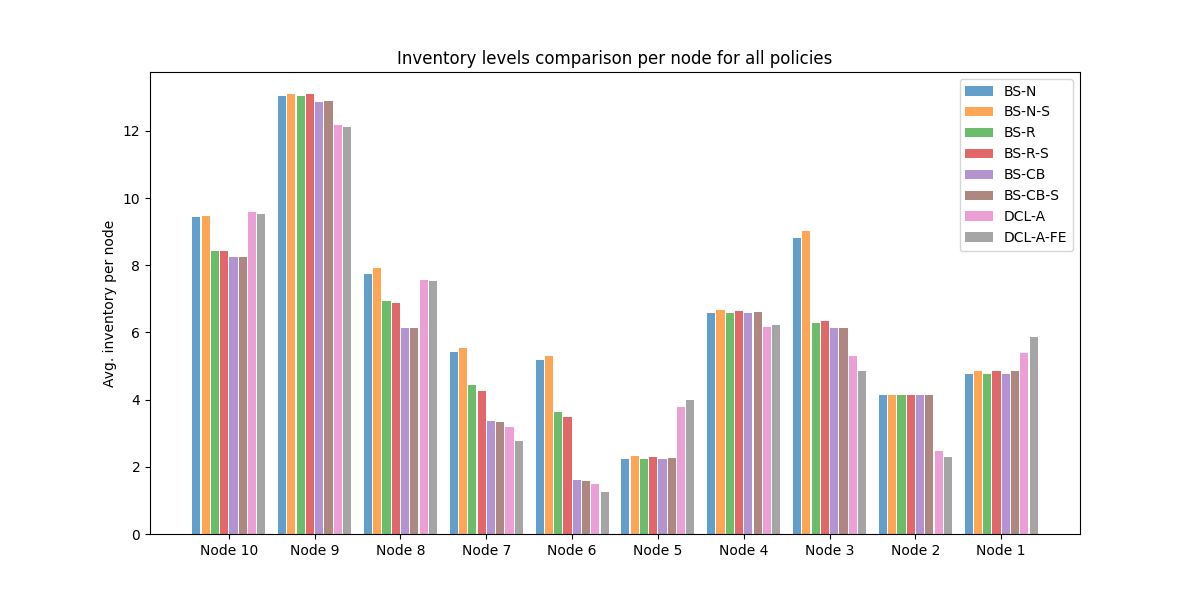 Inventory levels comparison per node for all policies
Avg. inventory per node
12
10
8
6
4
2
0
BS-N
BS-N-S
BS-R
BS-R-S
BS-CB
BS-CB-S
DCL-A
DCL-A-FE
Node 10 Node 9 Node 8 Node 7 Node 6 Node 5 Node 4 Node 3 Node 2 Node 1